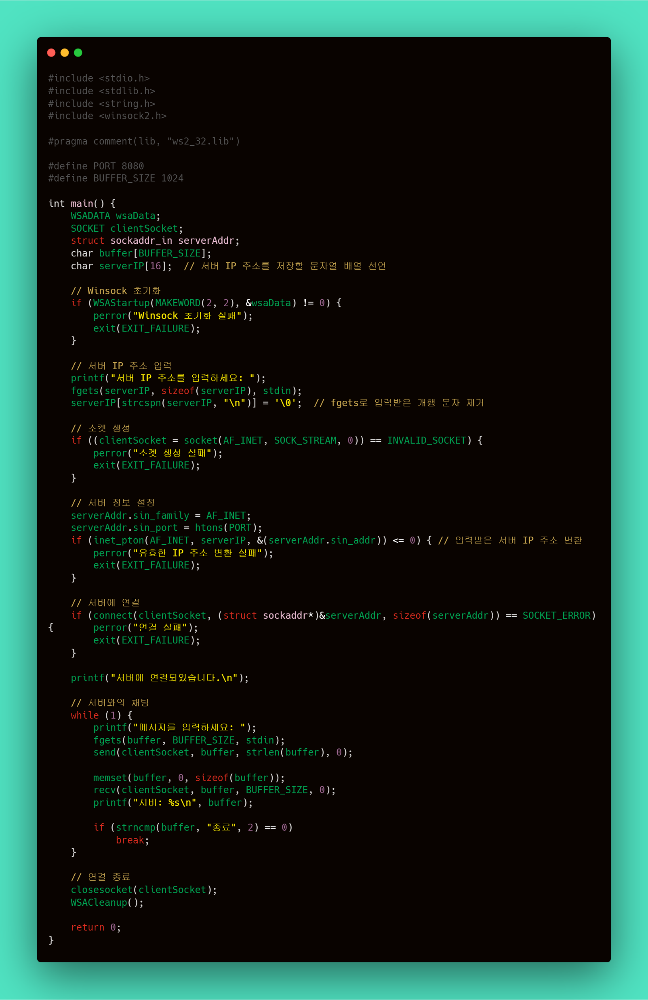 #include <stdio.h>
#include <stdlib.h>
#include <string.h>
#include <winsock2.h>

#pragma comment(lib, "ws2_32.lib")

#define PORT 8080
#define BUFFER_SIZE 1024

int main() {
    WSADATA wsaData;
    SOCKET clientSocket;
    struct sockaddr_in serverAddr;
    char buffer[BUFFER_SIZE];
    char serverIP[16];  // 서버 IP 주소를 저장할 문자열 배열 선언

    // Winsock 초기화
    if (WSAStartup(MAKEWORD(2, 2), &wsaData) != 0) {
        perror("Winsock 초기화 실패");
        exit(EXIT_FAILURE);
    }

    // 서버 IP 주소 입력
    printf("서버 IP 주소를 입력하세요: ");
    fgets(serverIP, sizeof(serverIP), stdin);
    serverIP[strcspn(serverIP, "\n")] = '\0';  // fgets로 입력받은 개행 문자 제거

    // 소켓 생성
    if ((clientSocket = socket(AF_INET, SOCK_STREAM, 0)) == INVALID_SOCKET) {
        perror("소켓 생성 실패");
        exit(EXIT_FAILURE);
    }

    // 서버 정보 설정
    serverAddr.sin_family = AF_INET;
    serverAddr.sin_port = htons(PORT);
    if (inet_pton(AF_INET, serverIP, &(serverAddr.sin_addr)) <= 0) { // 입력받은 서버 IP 주소 변환
        perror("유효한 IP 주소 변환 실패");
        exit(EXIT_FAILURE);
    }

    // 서버에 연결
    if (connect(clientSocket, (struct sockaddr*)&serverAddr, sizeof(serverAddr)) == SOCKET_ERROR)
{       perror("연결 실패");
        exit(EXIT_FAILURE);
    }

    printf("서버에 연결되었습니다.\n");

    // 서버와의 채팅
    while (1) {
        printf("메시지를 입력하세요: ");
        fgets(buffer, BUFFER_SIZE, stdin);
        send(clientSocket, buffer, strlen(buffer), 0);

        memset(buffer, 0, sizeof(buffer));
        recv(clientSocket, buffer, BUFFER_SIZE, 0);
        printf("서버: %s\n", buffer);

        if (strncmp(buffer, "종료", 2) == 0)
            break;
    }

    // 연결 종료
    closesocket(clientSocket);
    WSACleanup();

    return 0;
}